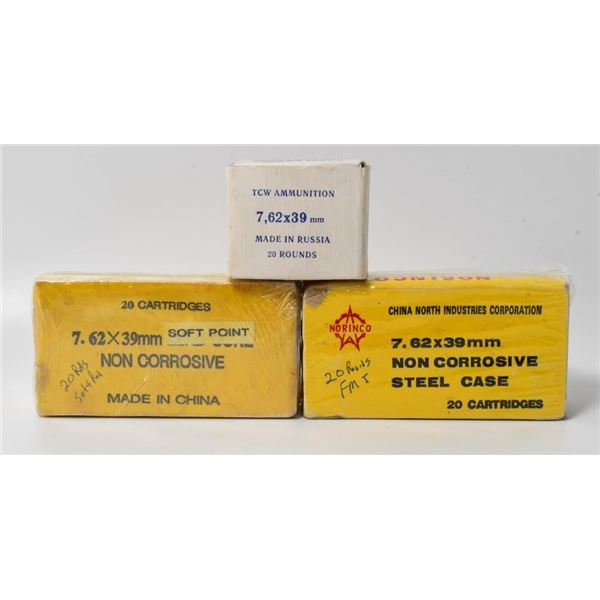 TCW AMMUNITION
7,62x39 mm
MADE IN RUSSIA
20 ROUNDS
20 CARTRIDGES
7.62×39mm SOFT POINT
NON CORROSIVE
20 Rds
MADE IN CHINA
NORINCO
CHINA NORTH INDUSTRIES CORPORATION
NORINCO
7.62x39mm
NON CORROSIVE
STEEL CASE
20 Rounds
FMJ
20 CARTRIDGES